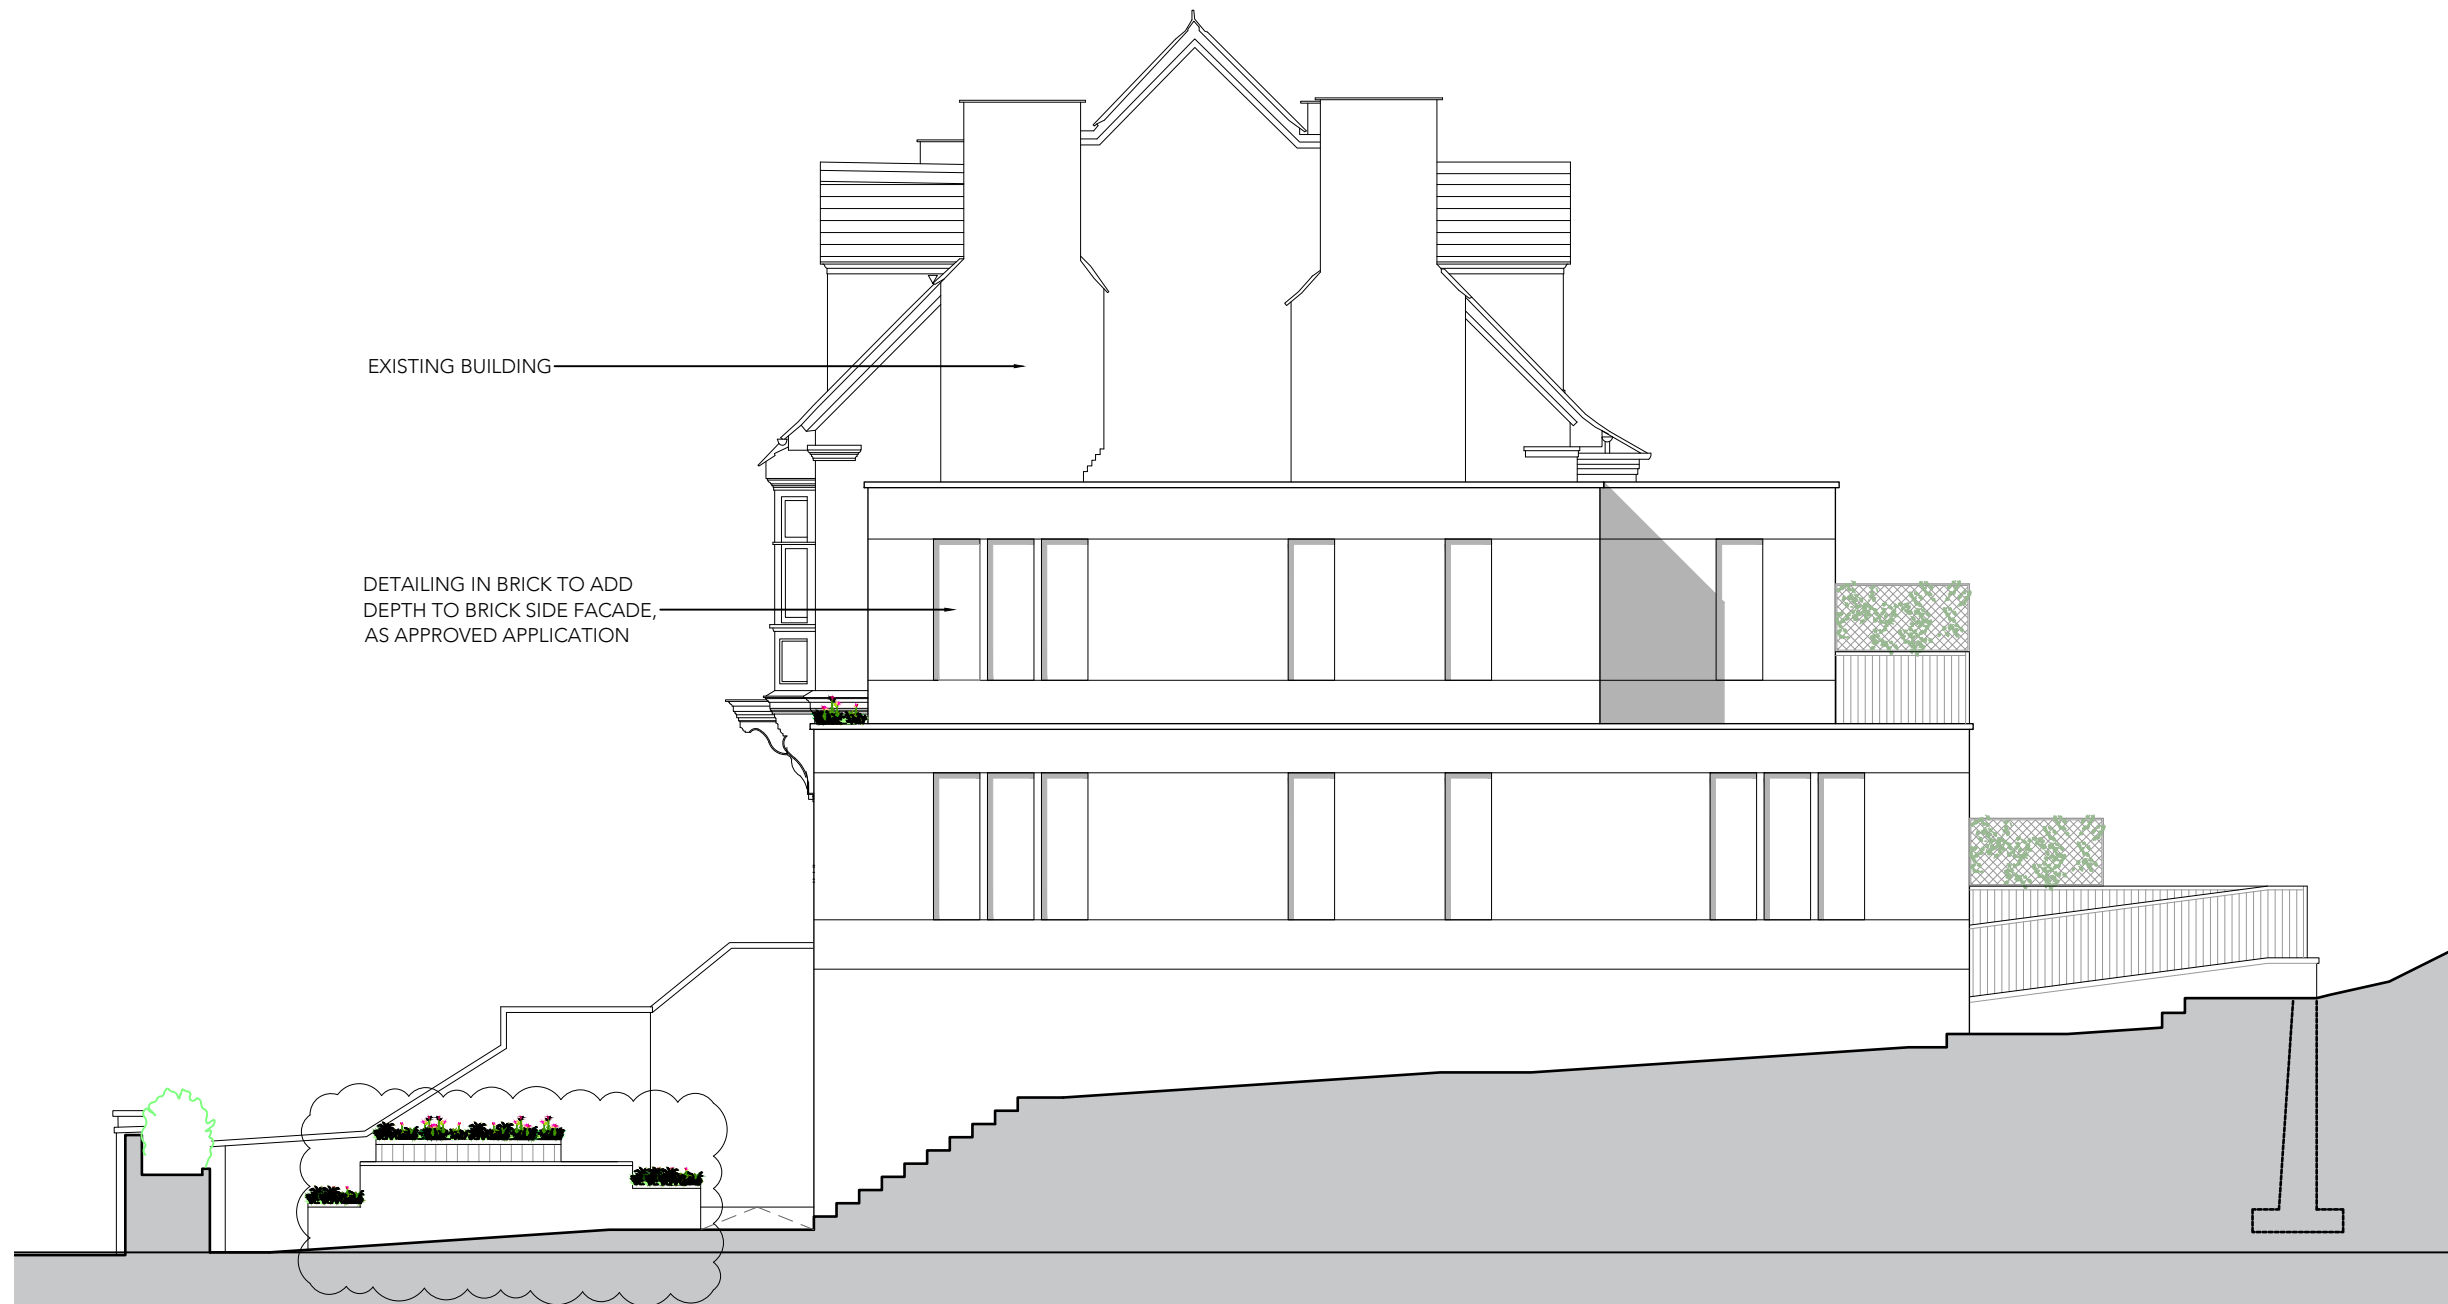 EXISTING BUILDING
DETAILING IN BRICK TO ADD
DEPTH TO BRICK SIDE FACADE,
AS APPROVED APPLICATION